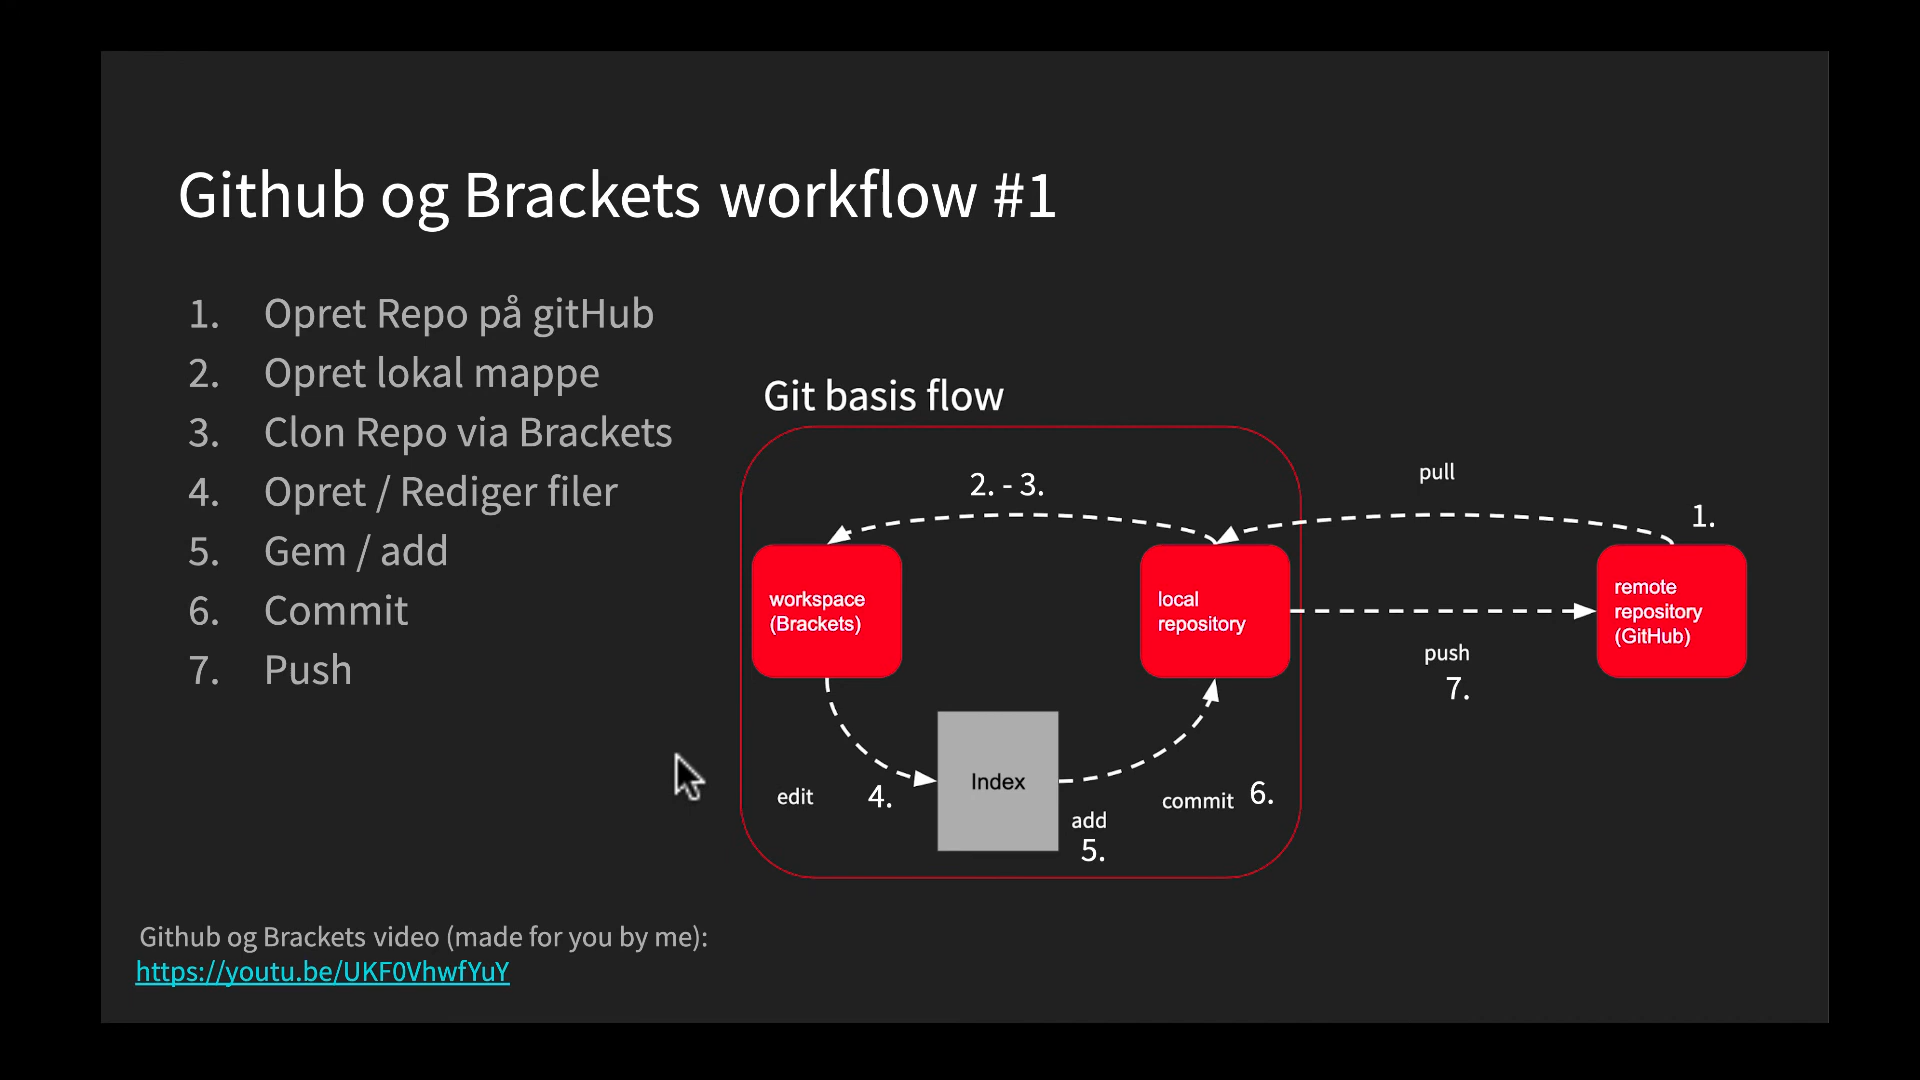 Github og Brackets workflow #1
1. Opret Repo på gitHub
2. Opret lokal mappe
3. Clon Repo via Brackets
4. Opret / Rediger filer
5. Gem / add
6. Commit
7. Push
Git basis flow
2. - 3.
pull
1.
workspace
(Brackets)
local
repository
remote
repository
(GitHub)
push
7.
Index
edit
4.
add
5.
commit
6.
Github og Brackets video (made for you by me):
https://youtu.be/UKF0VhwfYuY